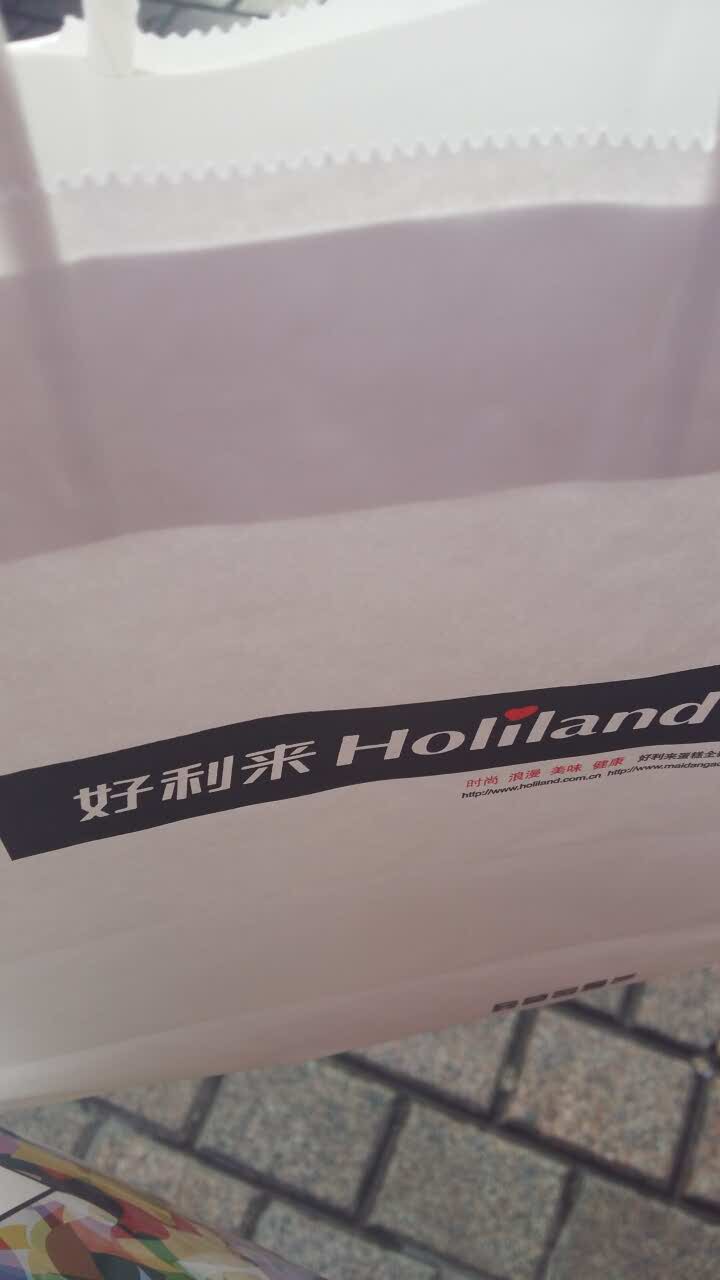 好利来 Holiland
时尚 浪漫 美味 健康 好利来蛋糕全
http://www.holiland.com.cn http://www.maidanga